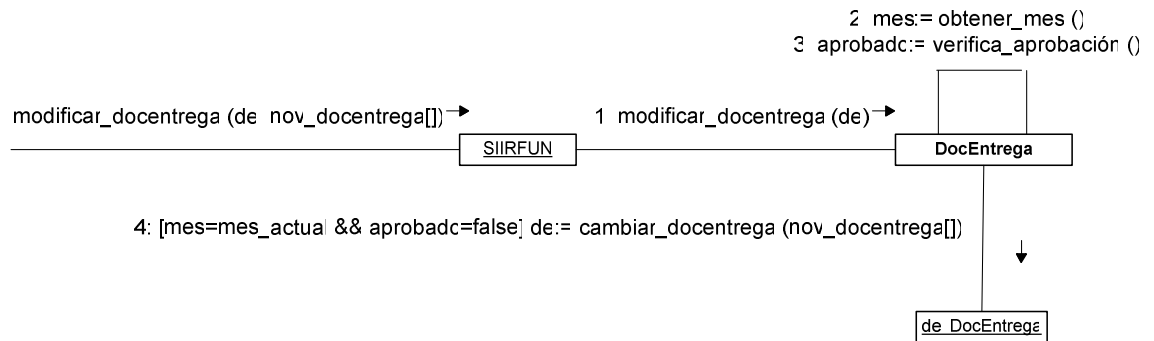 2 mes:= obtener_mes ()
3 aprobado:= verifica_aprobación ()
modificar_docentrega (de nov_docentrega[])
1 modificar_docentrega (de)
SIIRFUN
DocEntrega
4: [mes=mes_actual && aprobado=false] de:= cambiar_docentrega (nov_docentrega[])
de DocEntrega